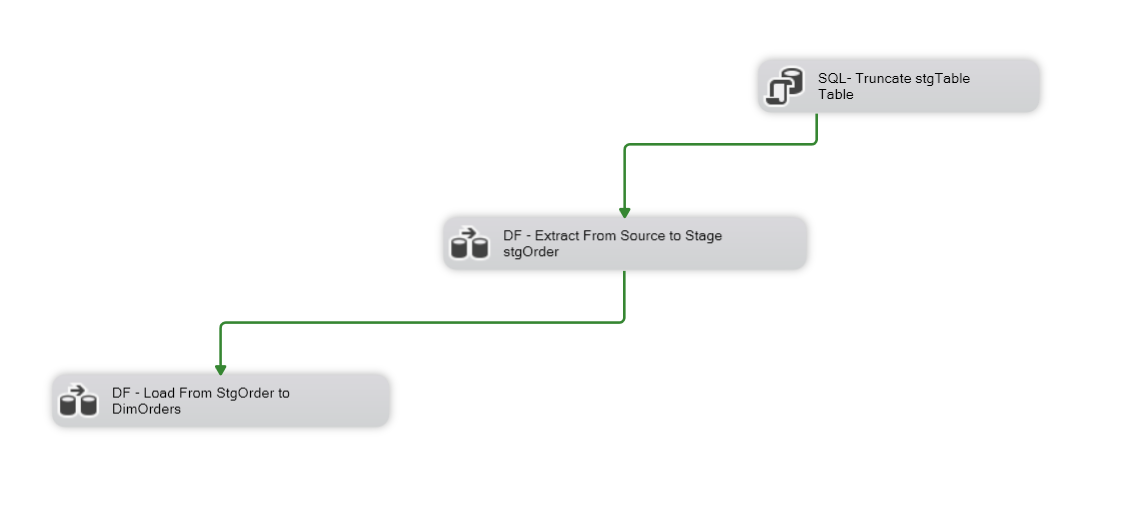 SQL- Truncate stgTable
Table
DF - Extract From Source to Stage
stgOrder
DF - Load From StgOrder to
DimOrders